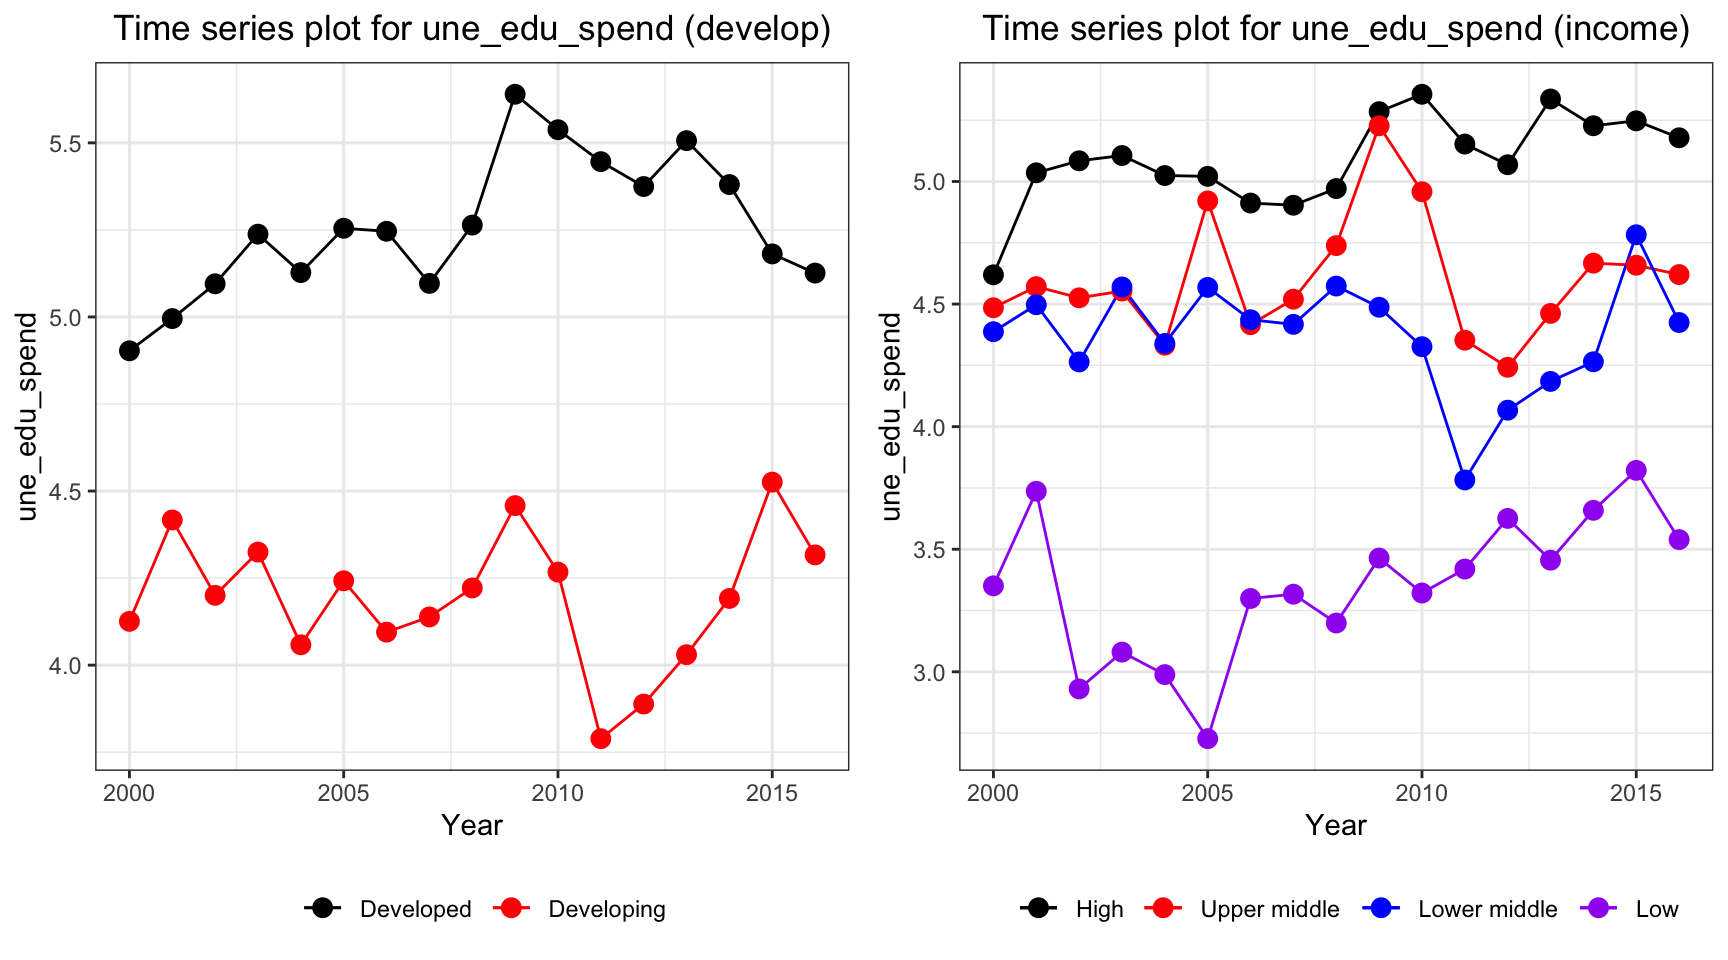 Time series plot for une_edu_spend (develop)
une_edu_spend
5.5
5.0
4.5
4.0
2000 2005 2010 2015
Year
Developed Developing
Time series plot for une_edu_spend (income)
une_edu_spend
5.0
4.5
4.0
3.5
3.0
2000 2005 2010 2015
Year
High Upper middle Lower middle Low